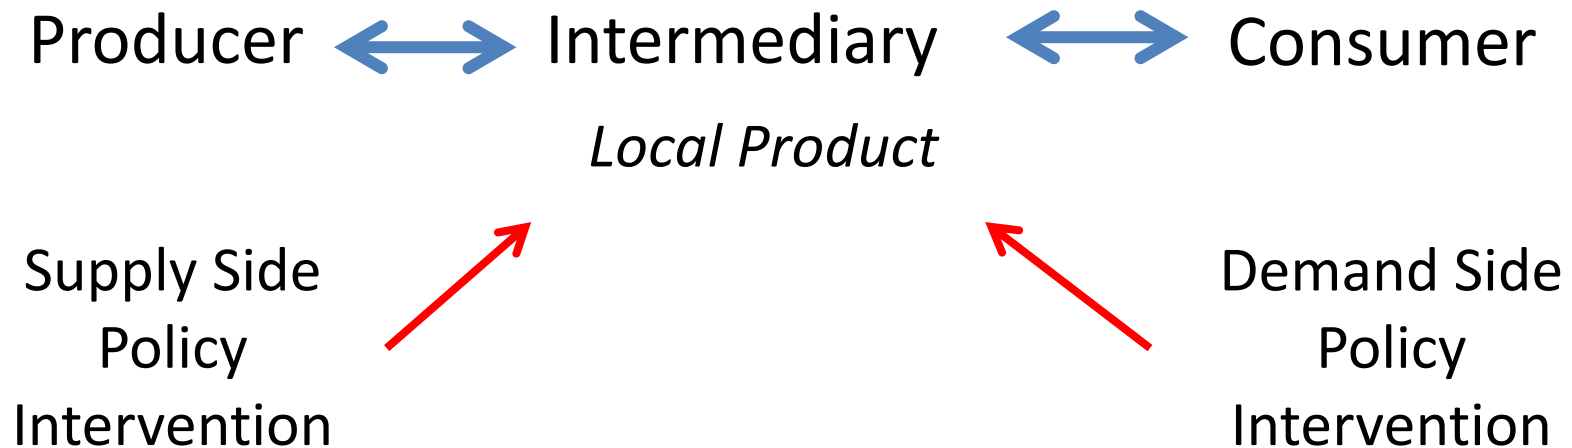 Producer
Intermediary
Consumer
Local Product
Supply Side
Policy
Intervention
Demand Side
Policy
Intervention